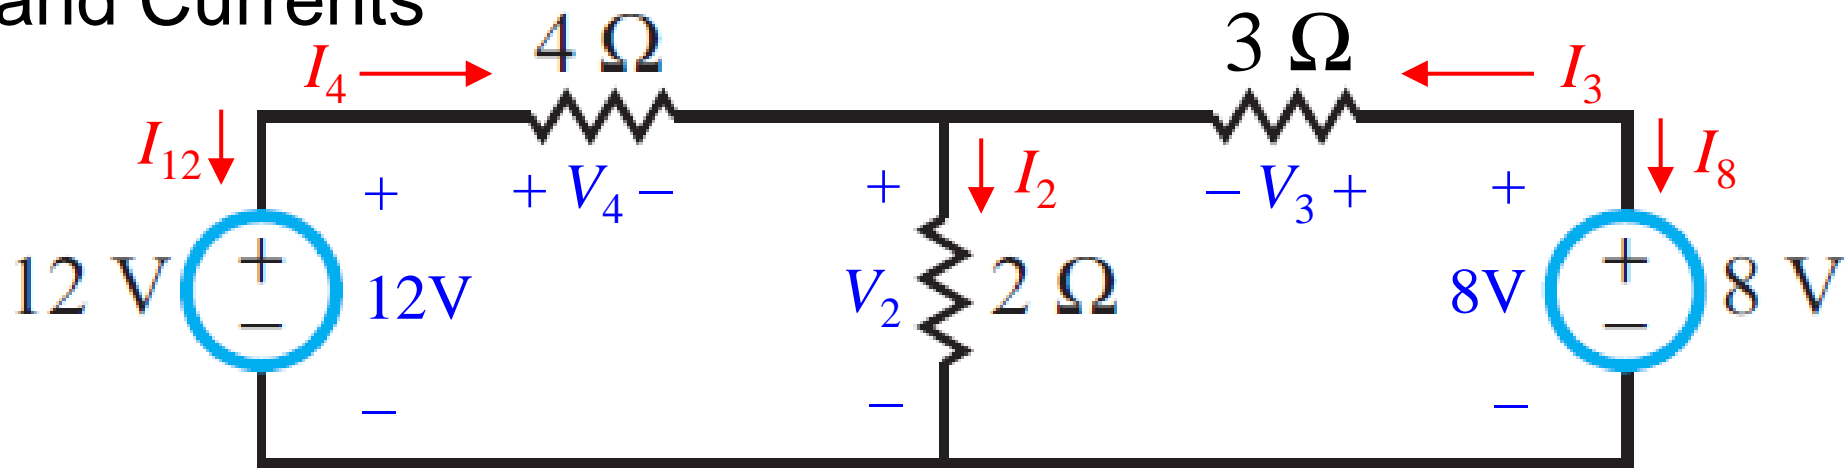 and Currents
I₄ 4 Ω 3 Ω I₃
I₁₂ I₂ I₈
+ + V₄ − + − V₃ + +
12 V + − 12V V₂ 2 Ω 8V + − 8 V
− − −